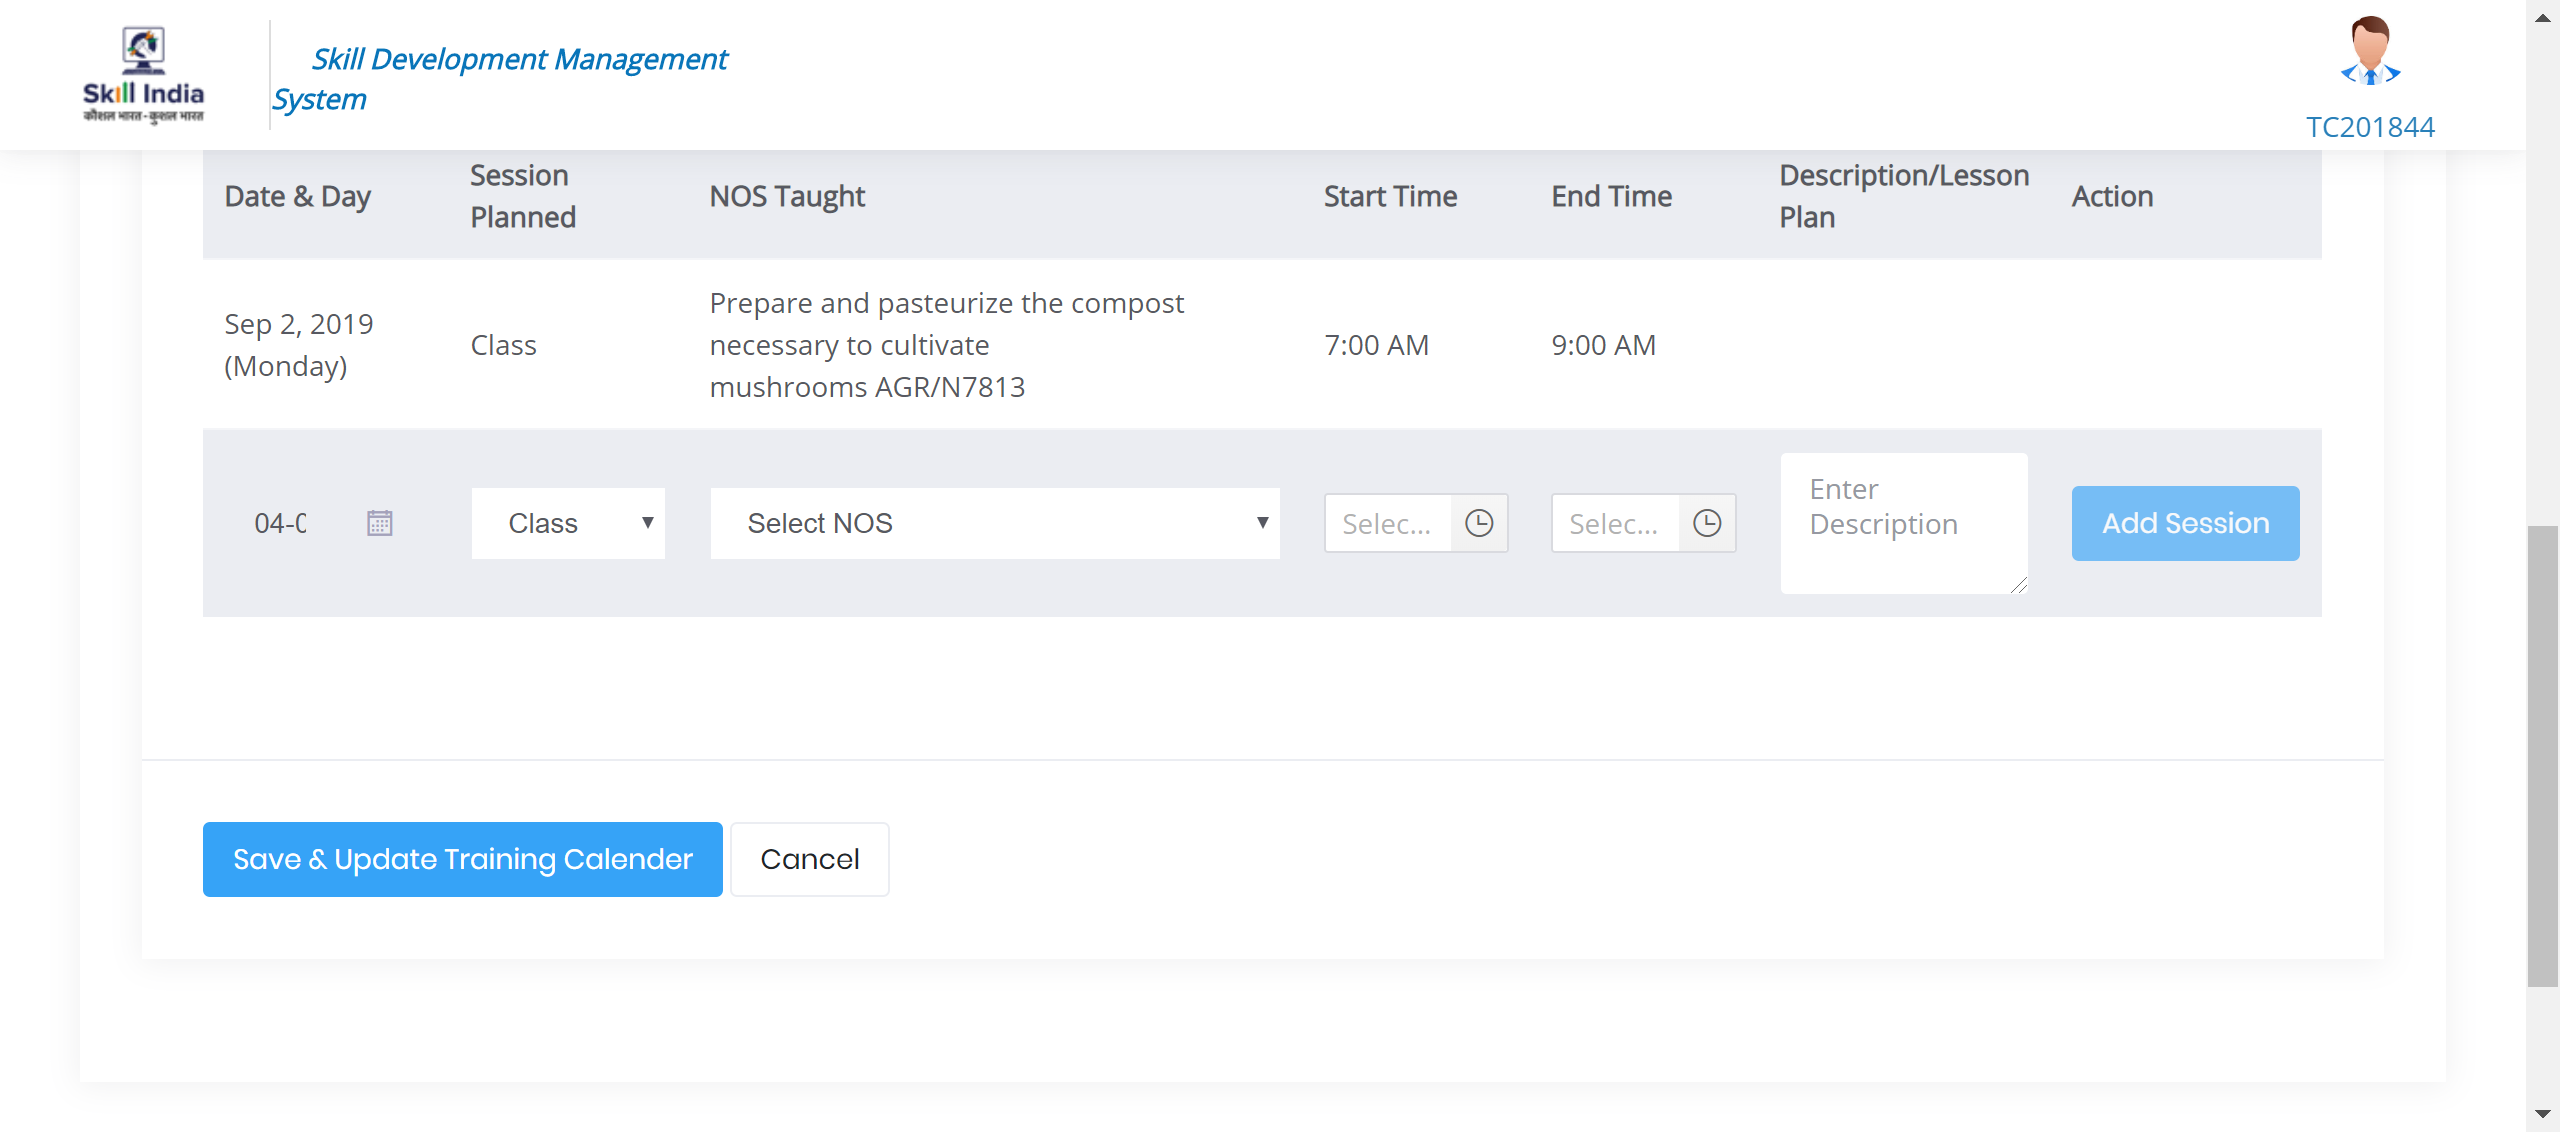 Skill India
कौशल भारत - कुशल भारत
Skill Development Management
System
TC201844
Date & Day
Session
Planned
NOS Taught
Start Time
End Time
Description/Lesson
Plan
Action
Sep 2, 2019
(Monday)
Class
Prepare and pasteurize the compost
necessary to cultivate
mushrooms AGR/N7813
7:00 AM
9:00 AM
04-0
Class
Select NOS
Selec...
Selec...
Enter
Description
Add Session
Save & Update Training Calender
Cancel